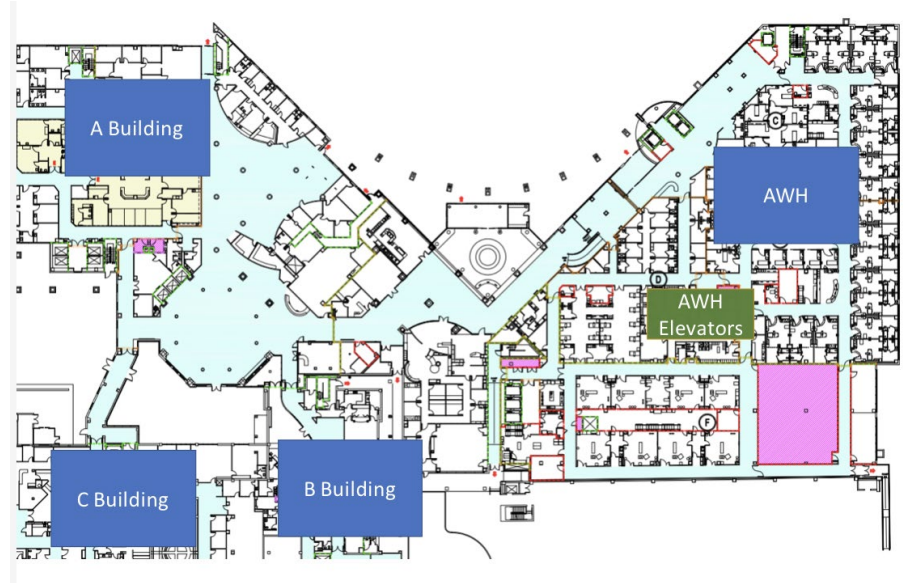 A Building
C
AWH
D
AWH
Elevators
F
C Building
B Building